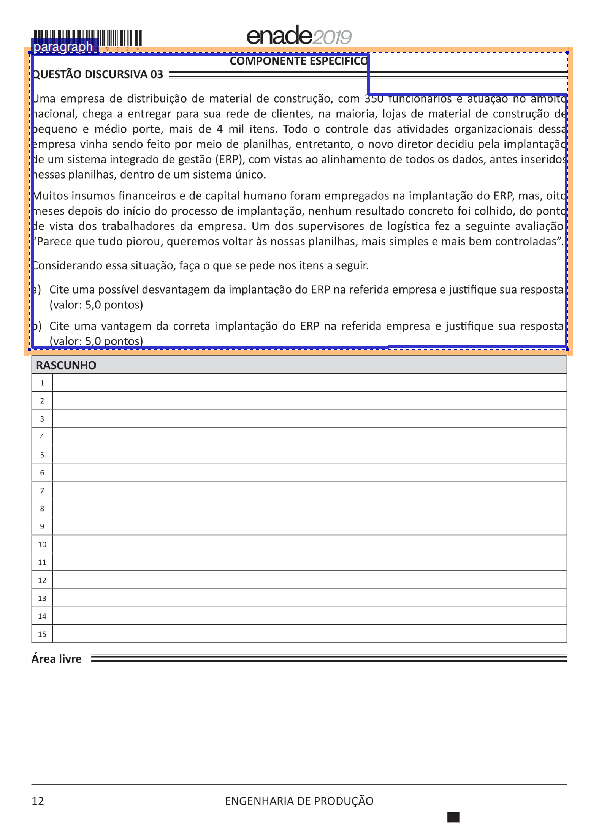 enade2019
paragraph
COMPONENTE ESPECÍFICO
QUESTÃO DISCURSIVA 03
Uma empresa de distribuição de material de construção, com 350 funcionários e atuação no âmbito
nacional, chega a entregar para sua rede de clientes, na maioria, lojas de material de construção de
pequeno e médio porte, mais de 4 mil itens. Todo o controle das atividades organizacionais dessa
empresa vinha sendo feito por meio de planilhas, entretanto, o novo diretor decidiu pela implantação
de um sistema integrado de gestão (ERP), com vistas ao alinhamento de todos os dados, antes inseridos
nessas planilhas, dentro de um sistema único.
Muitos insumos financeiros e de capital humano foram empregados na implantação do ERP, mas, oito
meses depois do início do processo de implantação, nenhum resultado concreto foi colhido, do ponto
de vista dos trabalhadores da empresa. Um dos supervisores de logística fez a seguinte avaliação:
"Parece que tudo piorou, queremos voltar às nossas planilhas, mais simples e mais bem controladas".
Considerando essa situação, faça o que se pede nos itens a seguir.
a) Cite uma possível desvantagem da implantação do ERP na referida empresa e justifique sua resposta.
(valor: 5,0 pontos)
b) Cite uma vantagem da correta implantação do ERP na referida empresa e justifique sua resposta.
(valor: 5,0 pontos)
RASCUNHO
1
2
3
4
5
6
7
8
9
10
11
12
13
14
15
Área livre
12 ENGENHARIA DE PRODUÇÃO